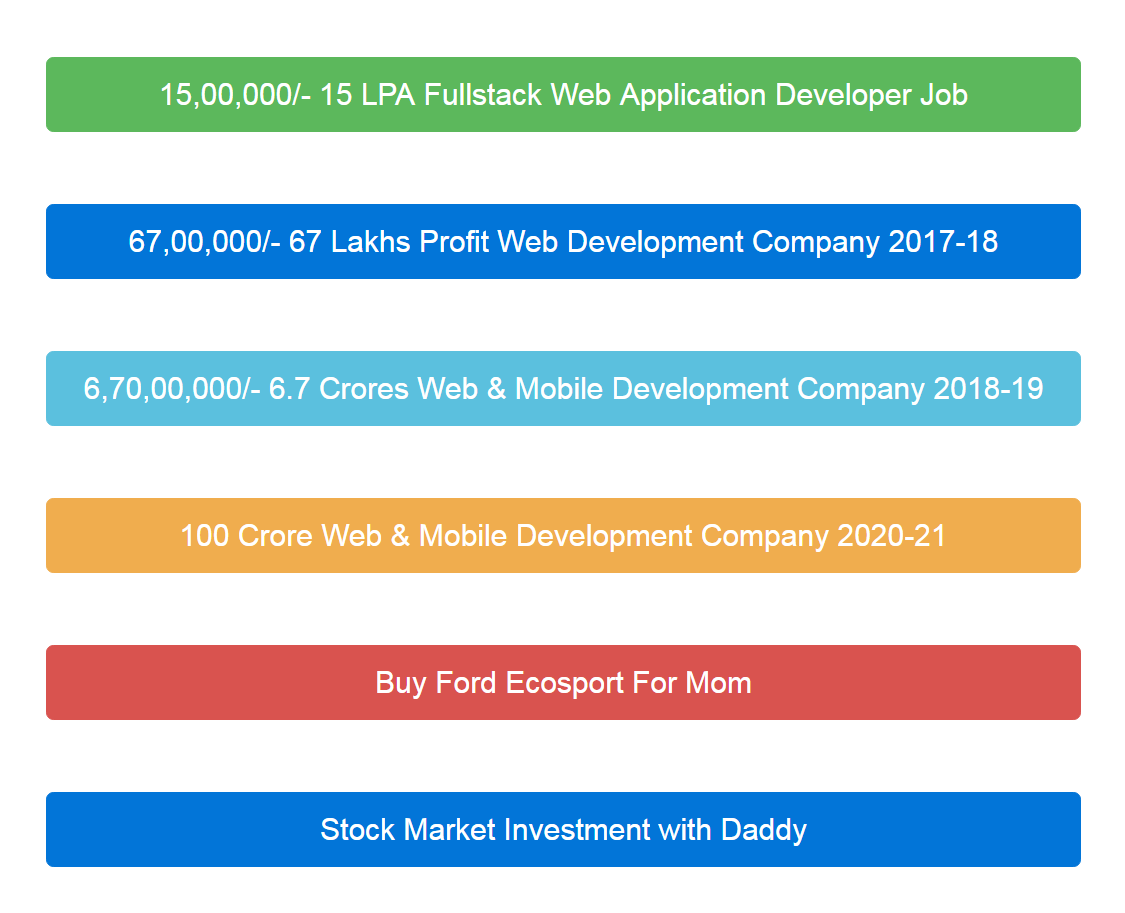 15,00,000/- 15 LPA Fullstack Web Application Developer Job
67,00,000/- 67 Lakhs Profit Web Development Company 2017-18
6,70,00,000/- 6.7 Crores Web & Mobile Development Company 2018-19
100 Crore Web & Mobile Development Company 2020-21
Buy Ford Ecosport For Mom
Stock Market Investment with Daddy